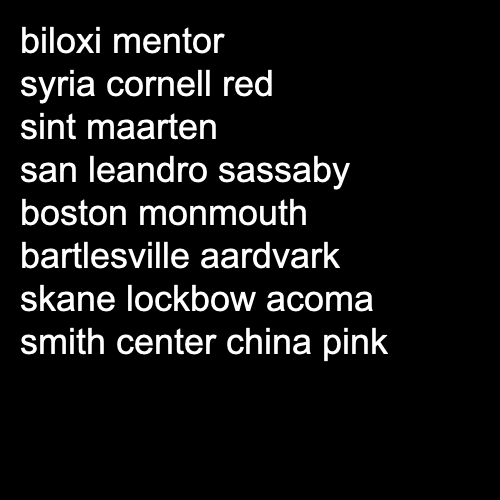 biloxi mentor
syria cornell red
sint maarten
san leandro sassaby
boston monmouth
bartlesville aardvark
skane lockbow acoma
smith center china pink